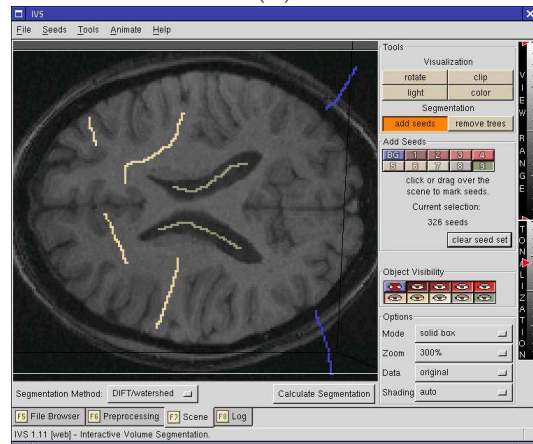 IVS
File Seeds Tools Animate Help
Tools
Visualization
rotate clip
light color
Segmentation
add seeds remove trees
Add Seeds
BG 1 2 3 4
5 6 7 8 9
click or drag over the
scene to mark seeds.
Current selection:
326 seeds
clear seed set
Object Visibility
Options
Mode solid box
Zoom 300%
Data original
Shading auto
VIEW RANGE
TONALIZATION
Segmentation Method: DIFT/watershed Calculate Segmentation
F5 File Browser F6 Preprocessing F7 Scene F8 Log
IVS 1.11 [web] - Interactive Volume Segmentation.